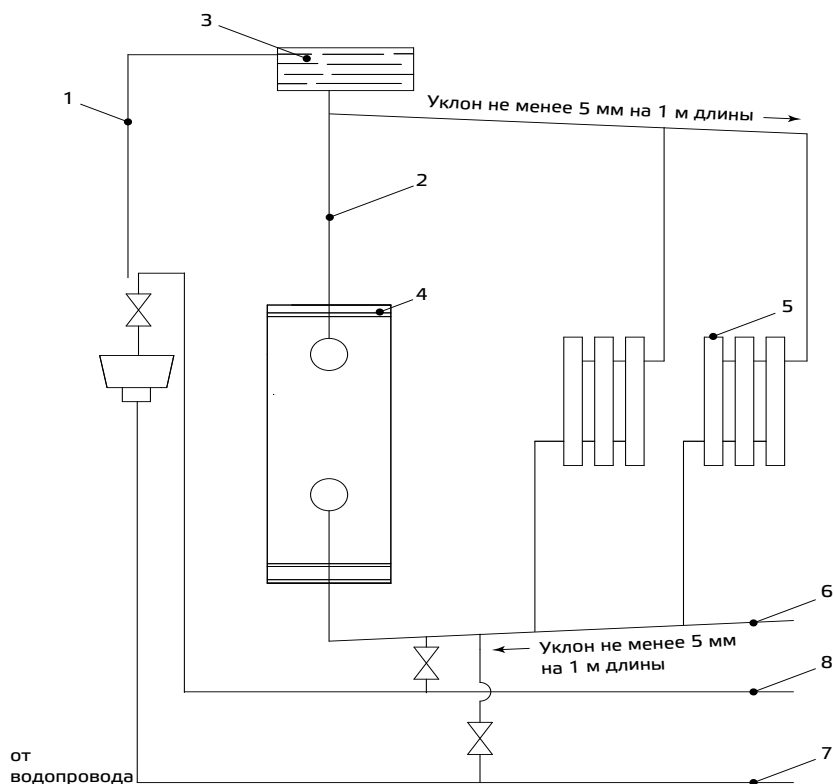 3
1
Уклон не менее 5 мм на 1 м длины
2
4
5
6
Уклон не менее 5 мм
на 1 м длины
8
от
водопровода
7